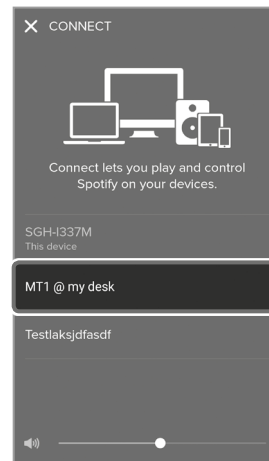 CONNECT
Connect lets you play and control
Spotify on your devices.
SGH-I337M
This device
MT1 @ my desk
Testlaksjdfasdf